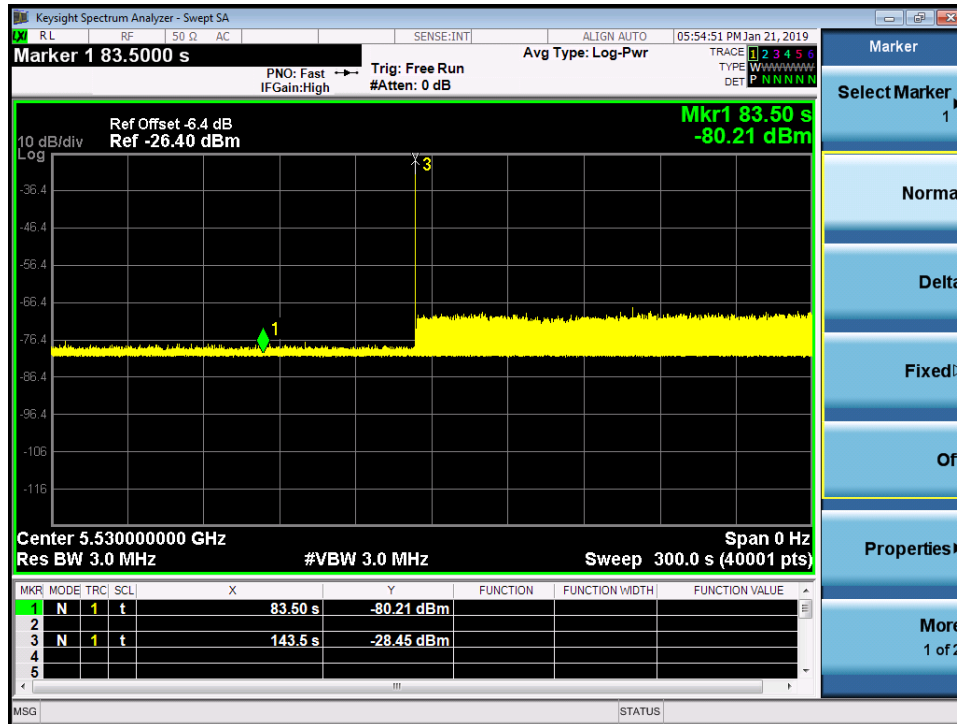 Keysight Spectrum Analyzer - Swept SA
LXI RL RF 50 Ω AC SENSE:INT ALIGN AUTO 05:54:51 PM Jan 21, 2019
Marker 1 83.5000 s
PNO: Fast
IFGain:High
Trig: Free Run
#Atten: 0 dB
Avg Type: Log-Pwr
TRACE 1 2 3 4 5 6
TYPE WWWWWWW
DET P N N N N N
Mkr1 83.50 s
-80.21 dBm
Ref Offset -6.4 dB
10 dB/div Ref -26.40 dBm
Log
3
-36.4
-46.4
-56.4
-66.4
1
-76.4
-86.4
-96.4
-106
-116
Center 5.530000000 GHz Span 0 Hz
Res BW 3.0 MHz #VBW 3.0 MHz Sweep 300.0 s (40001 pts)
MKR MODE TRC SCL X Y FUNCTION FUNCTION WIDTH FUNCTION VALUE
1 N 1 t 83.50 s -80.21 dBm
2
3 N 1 t 143.5 s -28.45 dBm
4
5
MSG STATUS
Marker
Select Marker
1
Norma
Delta
Fixed
Of
Properties
More
1 of 2